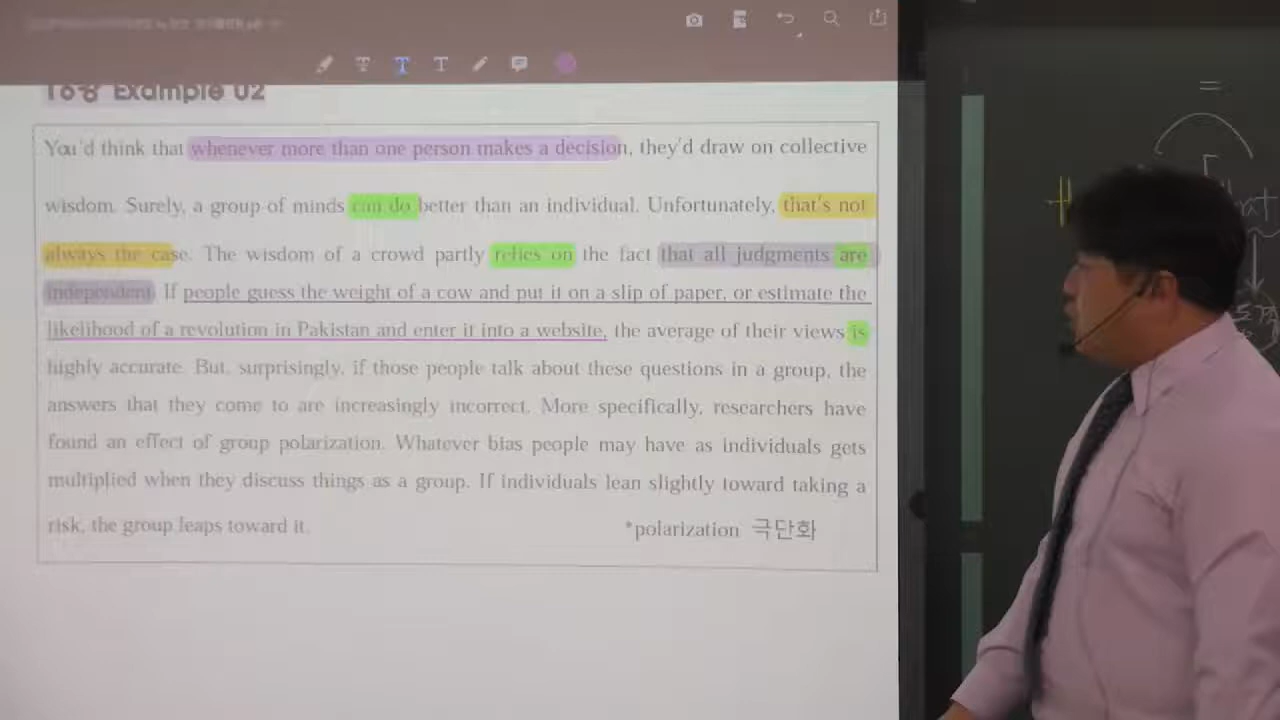 16강 Example 02
You'd think that whenever more than one person makes a decision, they'd draw on collective
wisdom. Surely, a group of minds can do better than an individual. Unfortunately, that's not
always the case. The wisdom of a crowd partly relies on the fact that all judgments are
independent. If people guess the weight of a cow and put it on a slip of paper, or estimate the
likelihood of a revolution in Pakistan and enter it into a website, the average of their views is
highly accurate. But, surprisingly, if those people talk about these questions in a group, the
answers that they come to are increasingly incorrect. More specifically, researchers have
found an effect of group polarization. Whatever bias people may have as individuals gets
multiplied when they discuss things as a group. If individuals lean slightly toward taking a
risk, the group leaps toward it.
*polarization 극단화